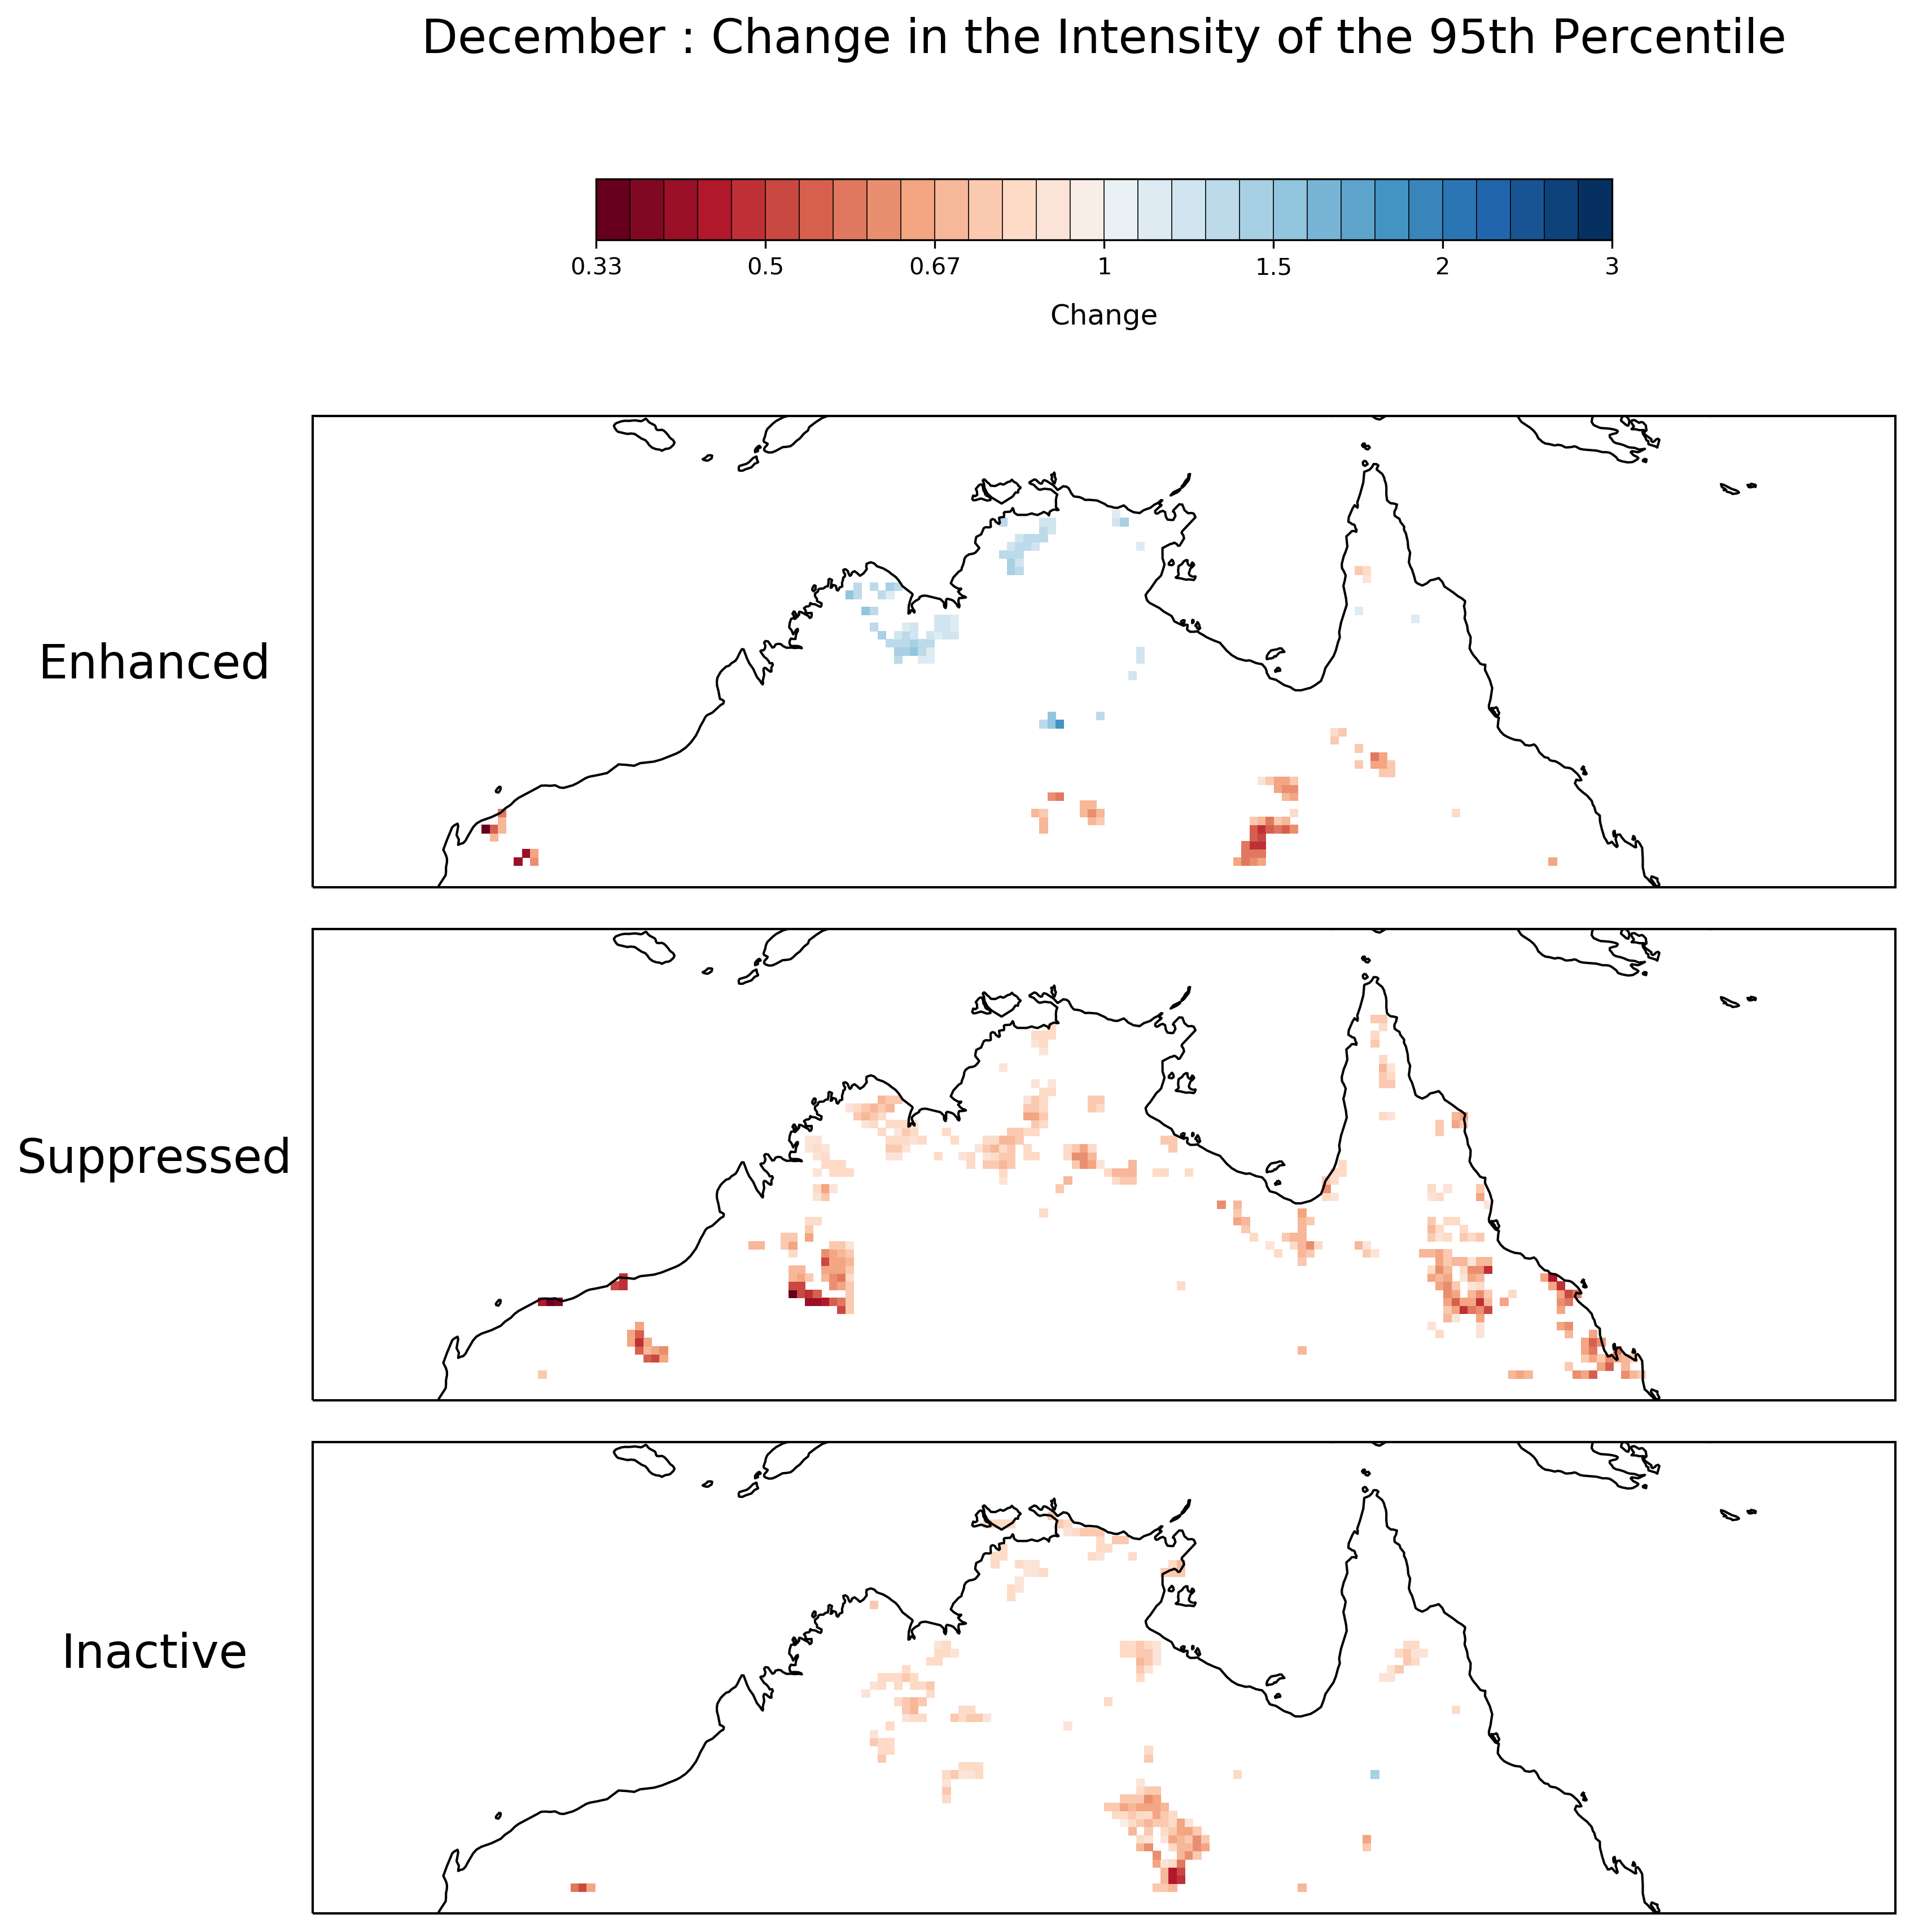 December : Change in the Intensity of the 95th Percentile
0.33 0.5 0.67 1 1.5 2 3
Change
Enhanced
Suppressed
Inactive